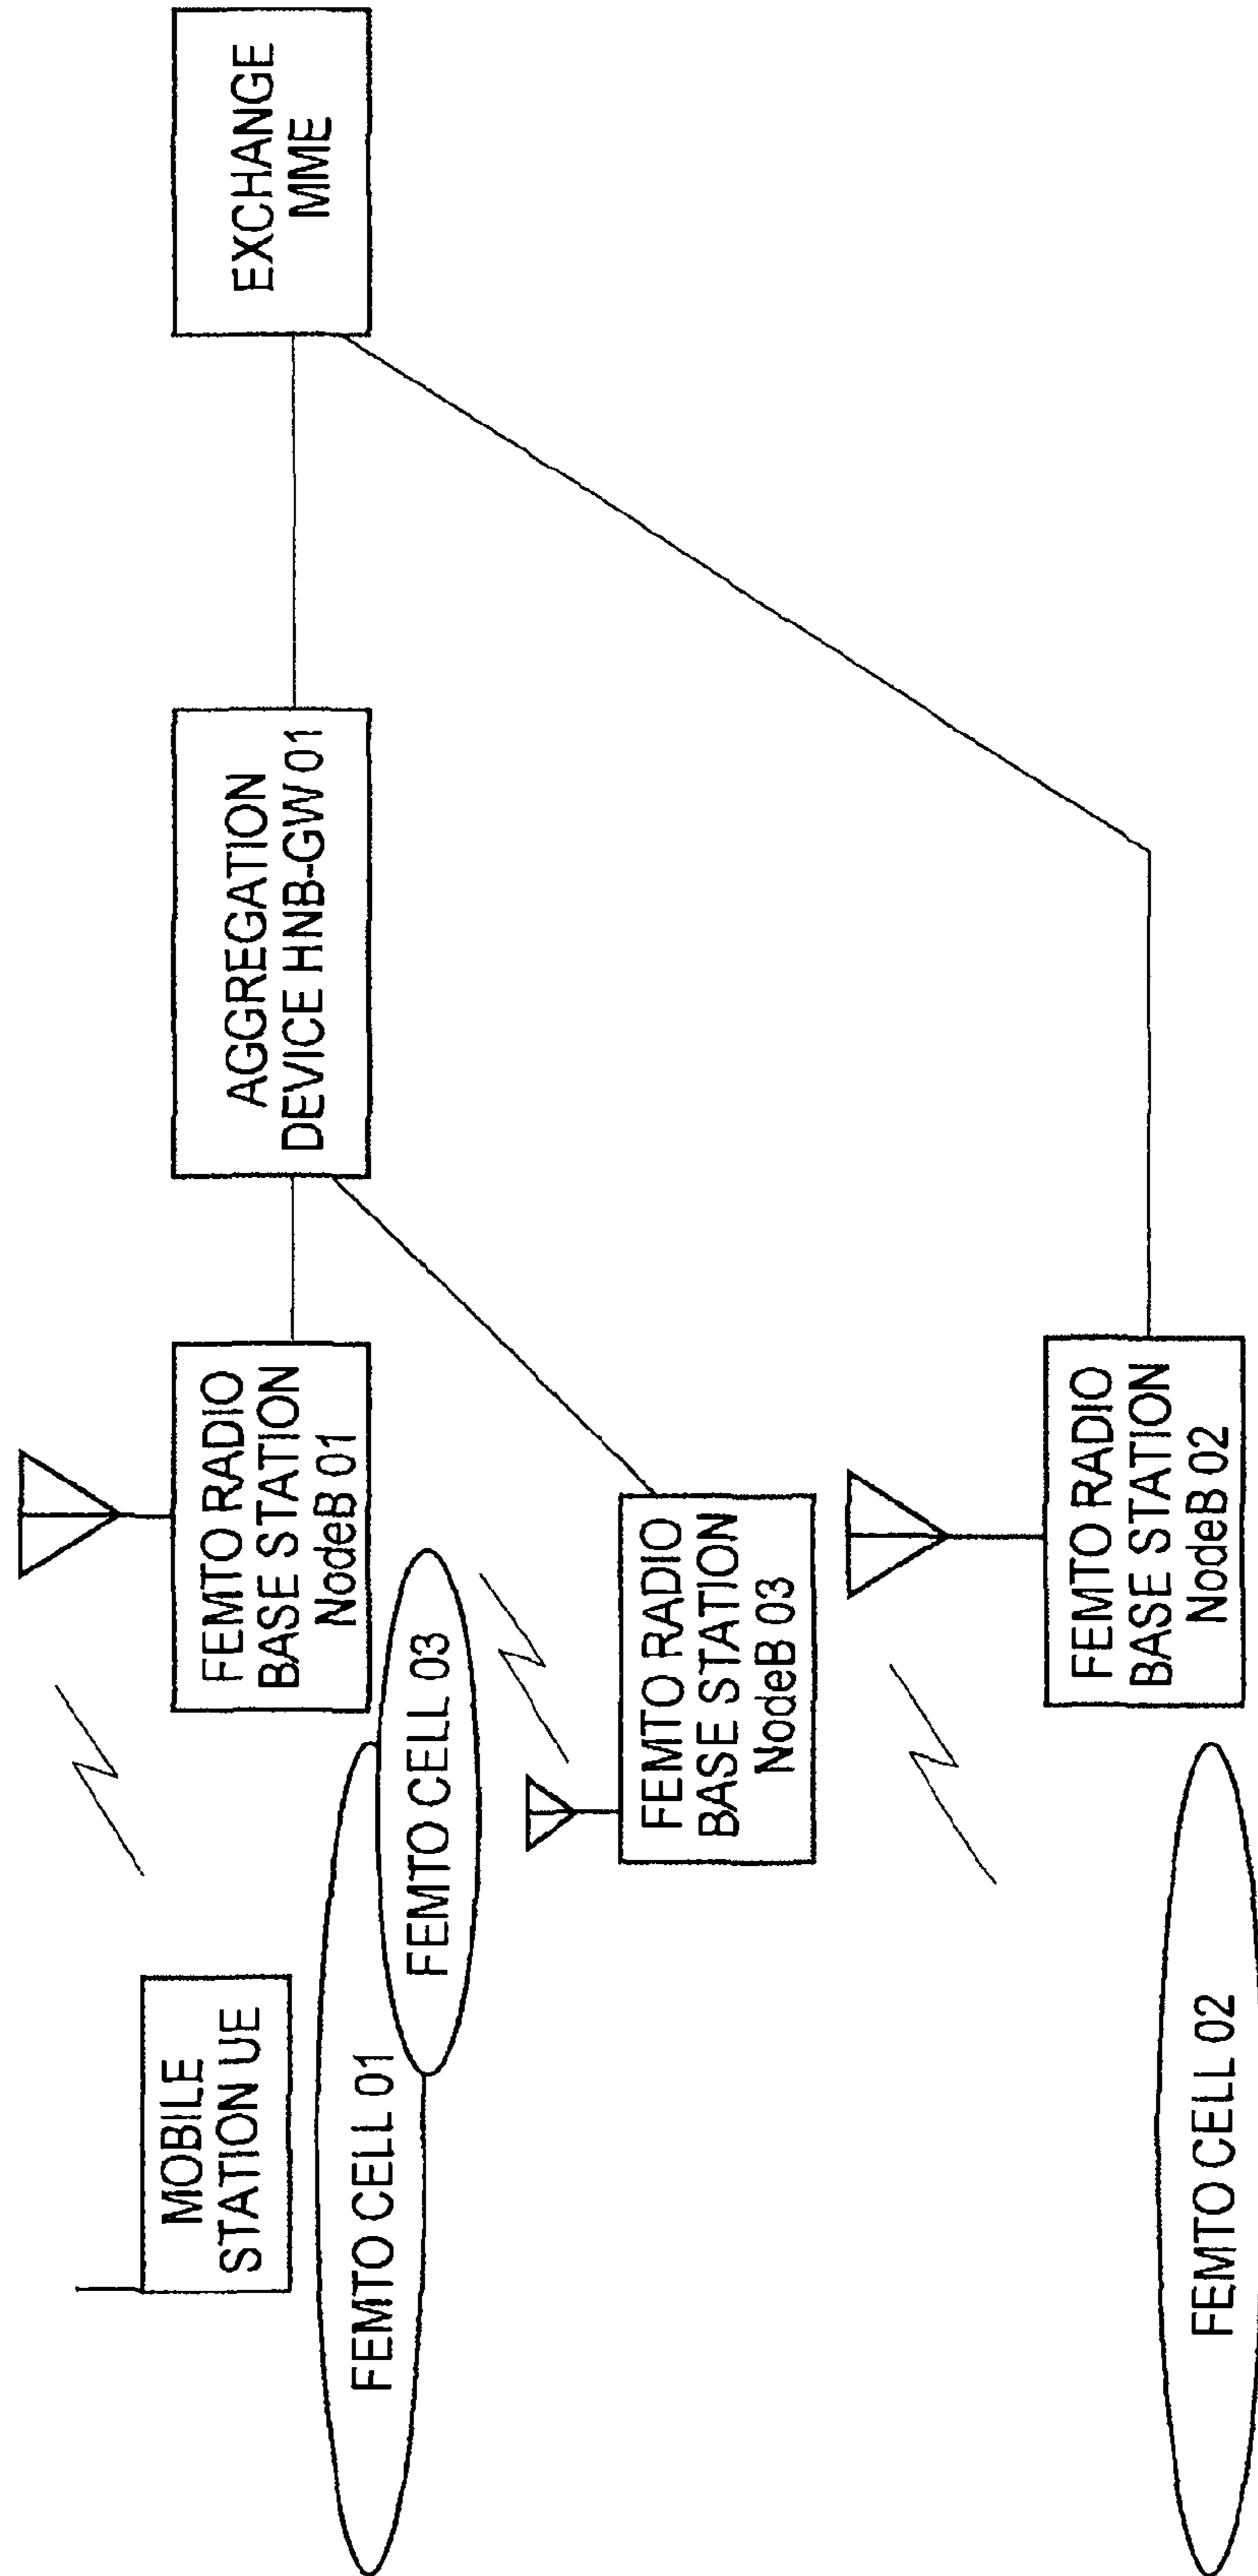 MOBILE
STATION UE
FEMTO CELL 01
FEMTO CELL 03
FEMTO RADIO
BASE STATION
NodeB 01
AGGREGATION
DEVICE HNB-GW 01
EXCHANGE
MME
FEMTO RADIO
BASE STATION
NodeB 03
FEMTO CELL 02
FEMTO RADIO
BASE STATION
NodeB 02